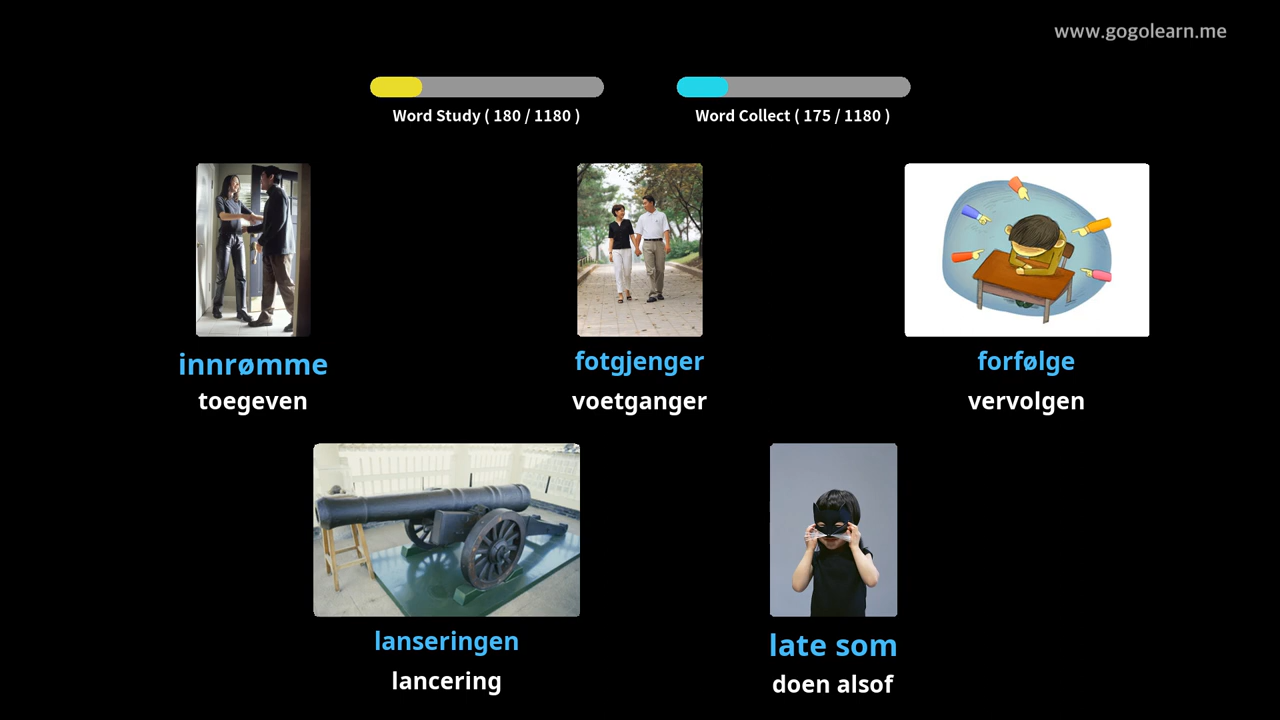 www.gogolearn.me
Word Study ( 180 / 1180 )
Word Collect ( 175 / 1180 )
innrømme
toegeven
fotgjenger
voetganger
forfølge
vervolgen
lanseringen
lancering
late som
doen alsof